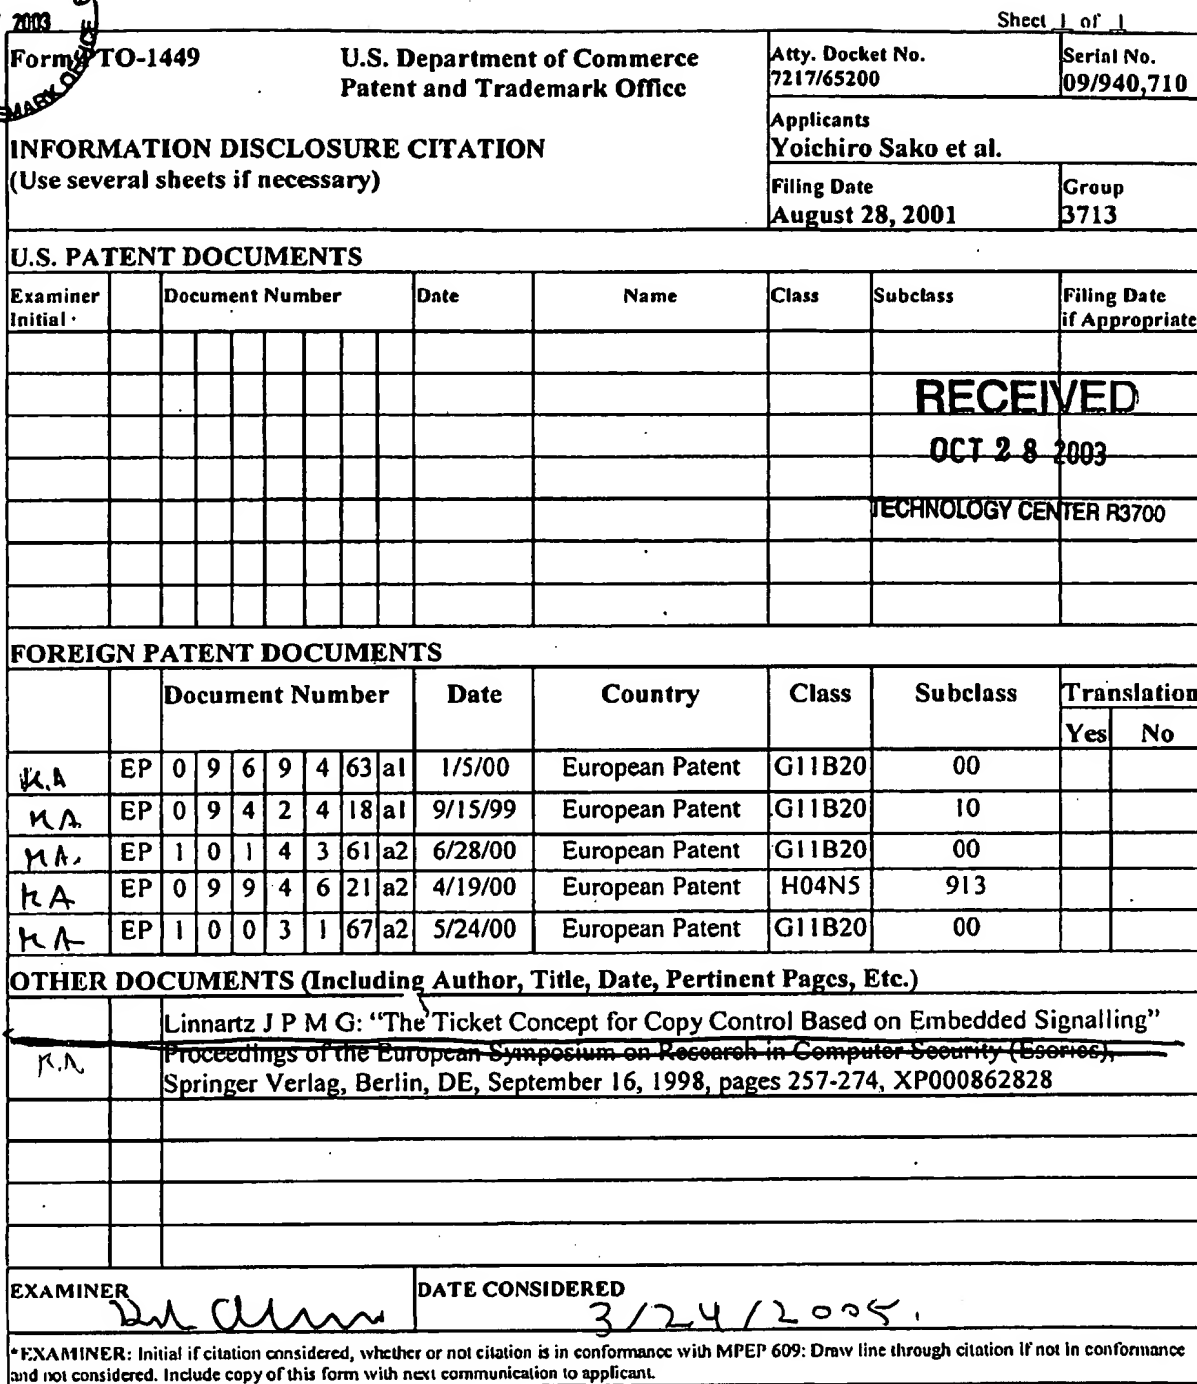 2003
Sheet 1 of 1
Form PTO-1449 U.S. Department of Commerce
Patent and Trademark Office
Atty. Docket No.
7217/65200
Serial No.
09/940,710
INFORMATION DISCLOSURE CITATION
(Use several sheets if necessary)
Applicants
Yoichiro Sako et al.
Filing Date
August 28, 2001
Group
3713
U.S. PATENT DOCUMENTS
Examiner Initial * Document Number Date Name Class Subclass Filing Date if Appropriate
RECEIVED
OCT 28 2003
TECHNOLOGY CENTER R3700
FOREIGN PATENT DOCUMENTS
Document Number Date Country Class Subclass Translation
Yes No
K.A EP 0 9 6 9 4 63 a1 1/5/00 European Patent G11B20 00
K.A. EP 0 9 4 2 4 18 a1 9/15/99 European Patent G11B20 10
K.A. EP 1 0 1 4 3 61 a2 6/28/00 European Patent G11B20 00
K A EP 0 9 9 4 6 21 a2 4/19/00 European Patent H04N5 913
K A EP 1 0 0 3 1 67 a2 5/24/00 European Patent G11B20 00
OTHER DOCUMENTS (Including Author, Title, Date, Pertinent Pages, Etc.)
Linnartz J P M G: “The Ticket Concept for Copy Control Based on Embedded Signalling”
K.A. Proceedings of the European Symposium on Research in Computer Security (Esorics),
Springer Verlag, Berlin, DE, September 16, 1998, pages 257-274, XP000862828
EXAMINER
DATE CONSIDERED
3/24/2005.
*EXAMINER: Initial if citation considered, whether or not citation is in conformance with MPEP 609: Draw line through citation if not in conformance
and not considered. Include copy of this form with next communication to applicant.